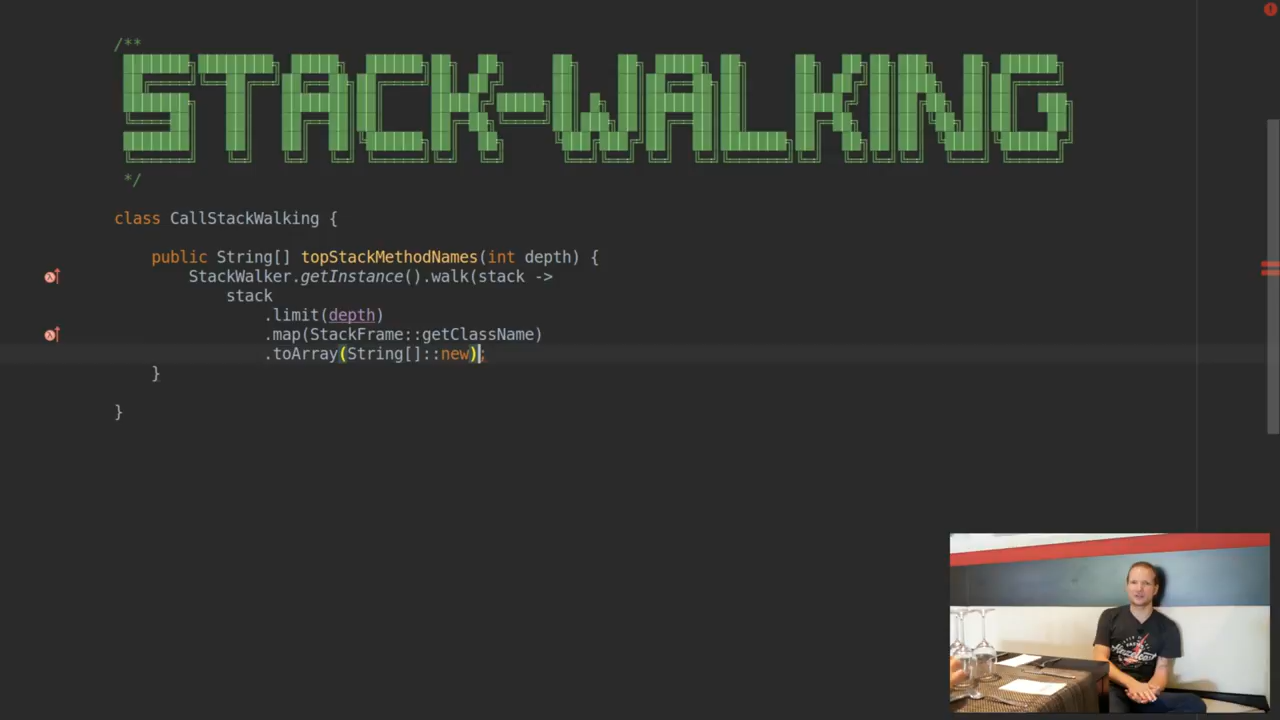 /**
STACK-WALKING
*/
class CallStackWalking {
public String[] topStackMethodNames(int depth) {
StackWalker.getInstance().walk(stack ->
stack
.limit(depth)
.map(StackFrame::getClassName)
.toArray(String[]::new);
}
}